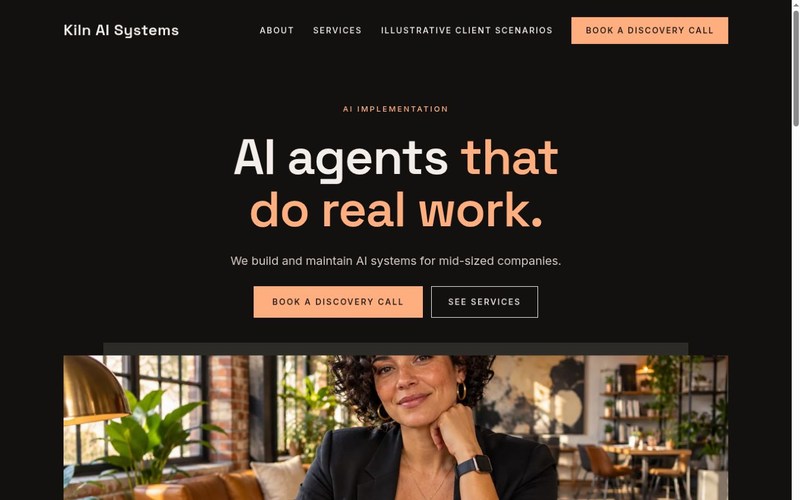 Kiln AI Systems
ABOUT
SERVICES
ILLUSTRATIVE CLIENT SCENARIOS
BOOK A DISCOVERY CALL
AI IMPLEMENTATION
AI agents that
do real work.
We build and maintain AI systems for mid-sized companies.
BOOK A DISCOVERY CALL
SEE SERVICES